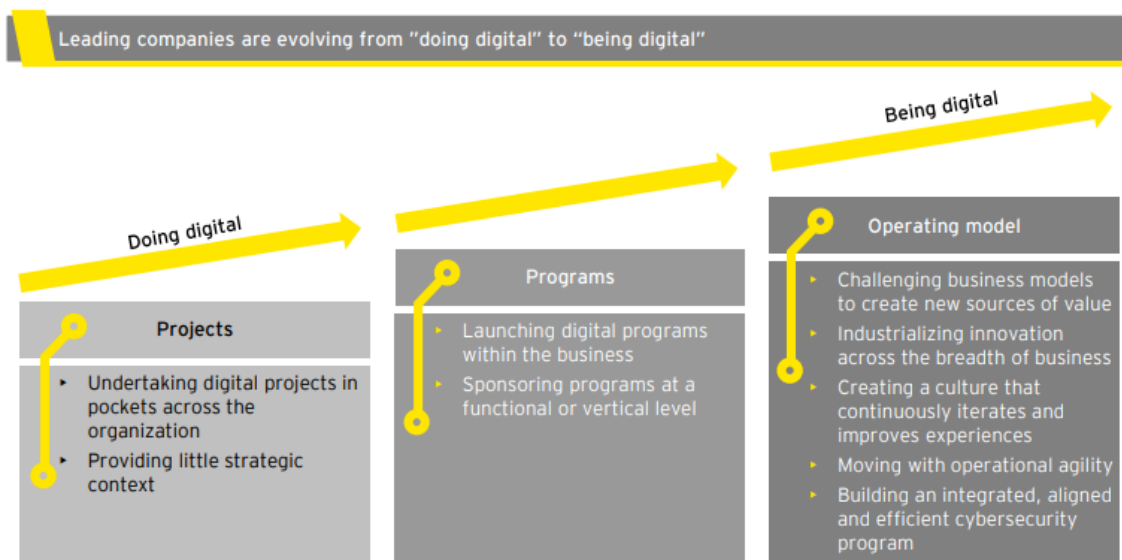 Leading companies are evolving from "doing digital" to "being digital"
Doing digital
Projects
‣ Undertaking digital projects in
pockets across the
organization
‣ Providing little strategic
context
Programs
‣ Launching digital programs
within the business
‣ Sponsoring programs at a
functional or vertical level
Being digital
Operating model
‣ Challenging business models
to create new sources of value
‣ Industrializing innovation
across the breadth of business
‣ Creating a culture that
continuously iterates and
improves experiences
‣ Moving with operational agility
‣ Building an integrated, aligned
and efficient cybersecurity
program